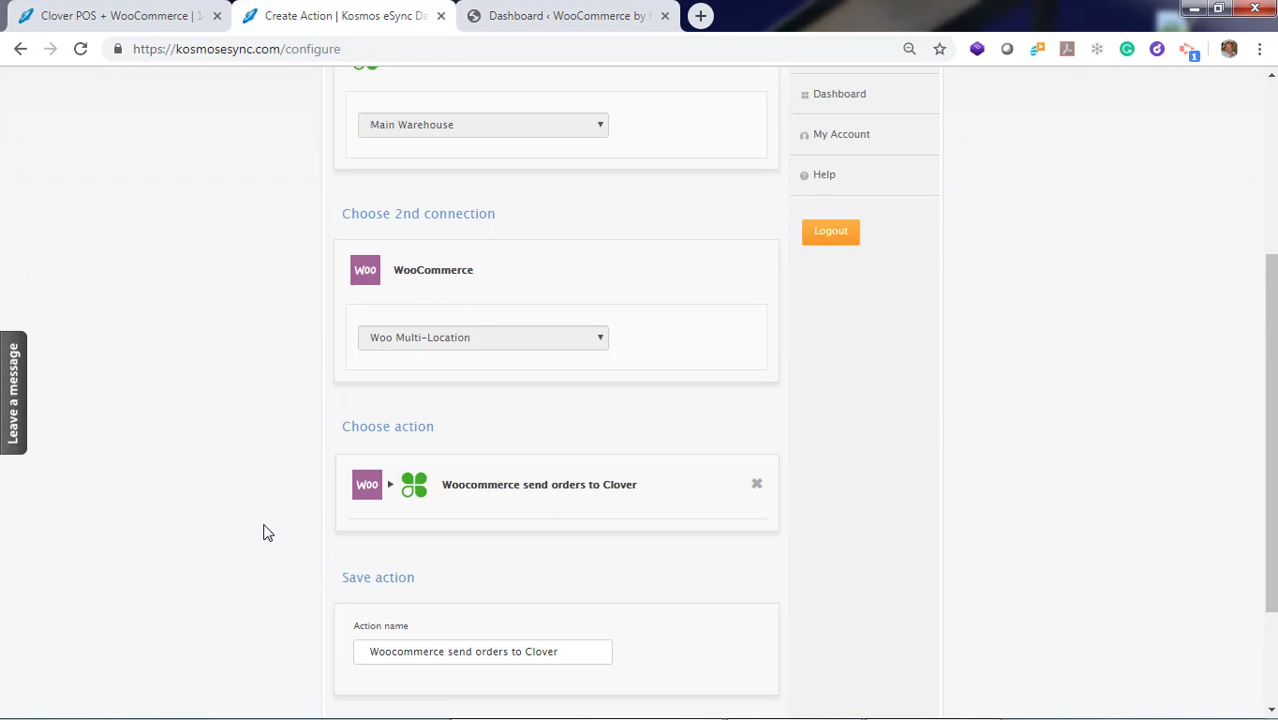 Clover POS + WooCommerce | 1
Create Action | Kosmos eSync Da
Dashboard ‹ WooCommerce by
https://kosmosesync.com/configure
1
Main Warehouse
Dashboard
My Account
Help
Logout
Choose 2nd connection
Woo
WooCommerce
Woo Multi-Location
Leave a message
Choose action
Woo
Woocommerce send orders to Clover
Save action
Action name
Woocommerce send orders to Clover